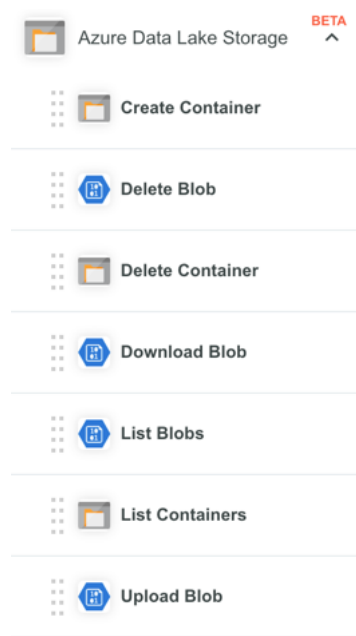 BETA
Azure Data Lake Storage
Create Container
Delete Blob
Delete Container
Download Blob
List Blobs
List Containers
Upload Blob